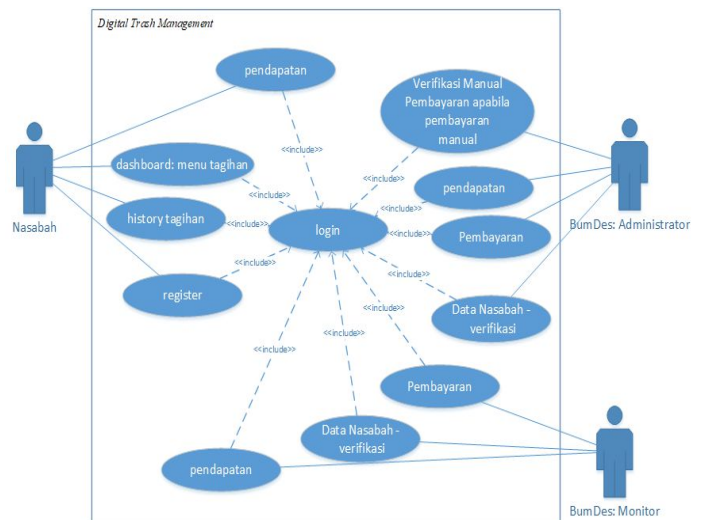 Digital Trash Management
pendapatan
Verifikasi Manual
Pembayaran apabila
pembayaran
manual
<<include>>
dashboard: menu tagihan
<<include>>
<<include>>
pendapatan
<<include>>
Nasabah
history tagihan
<<include>>
login
<<include>>
Pembayaran
BumDes: Administrator
<<include>>
<<include>>
register
<<include>>
Data Nasabah -
verifikasi
<<include>>
<<include>>
Pembayaran
Data Nasabah -
verifikasi
pendapatan
BumDes: Monitor